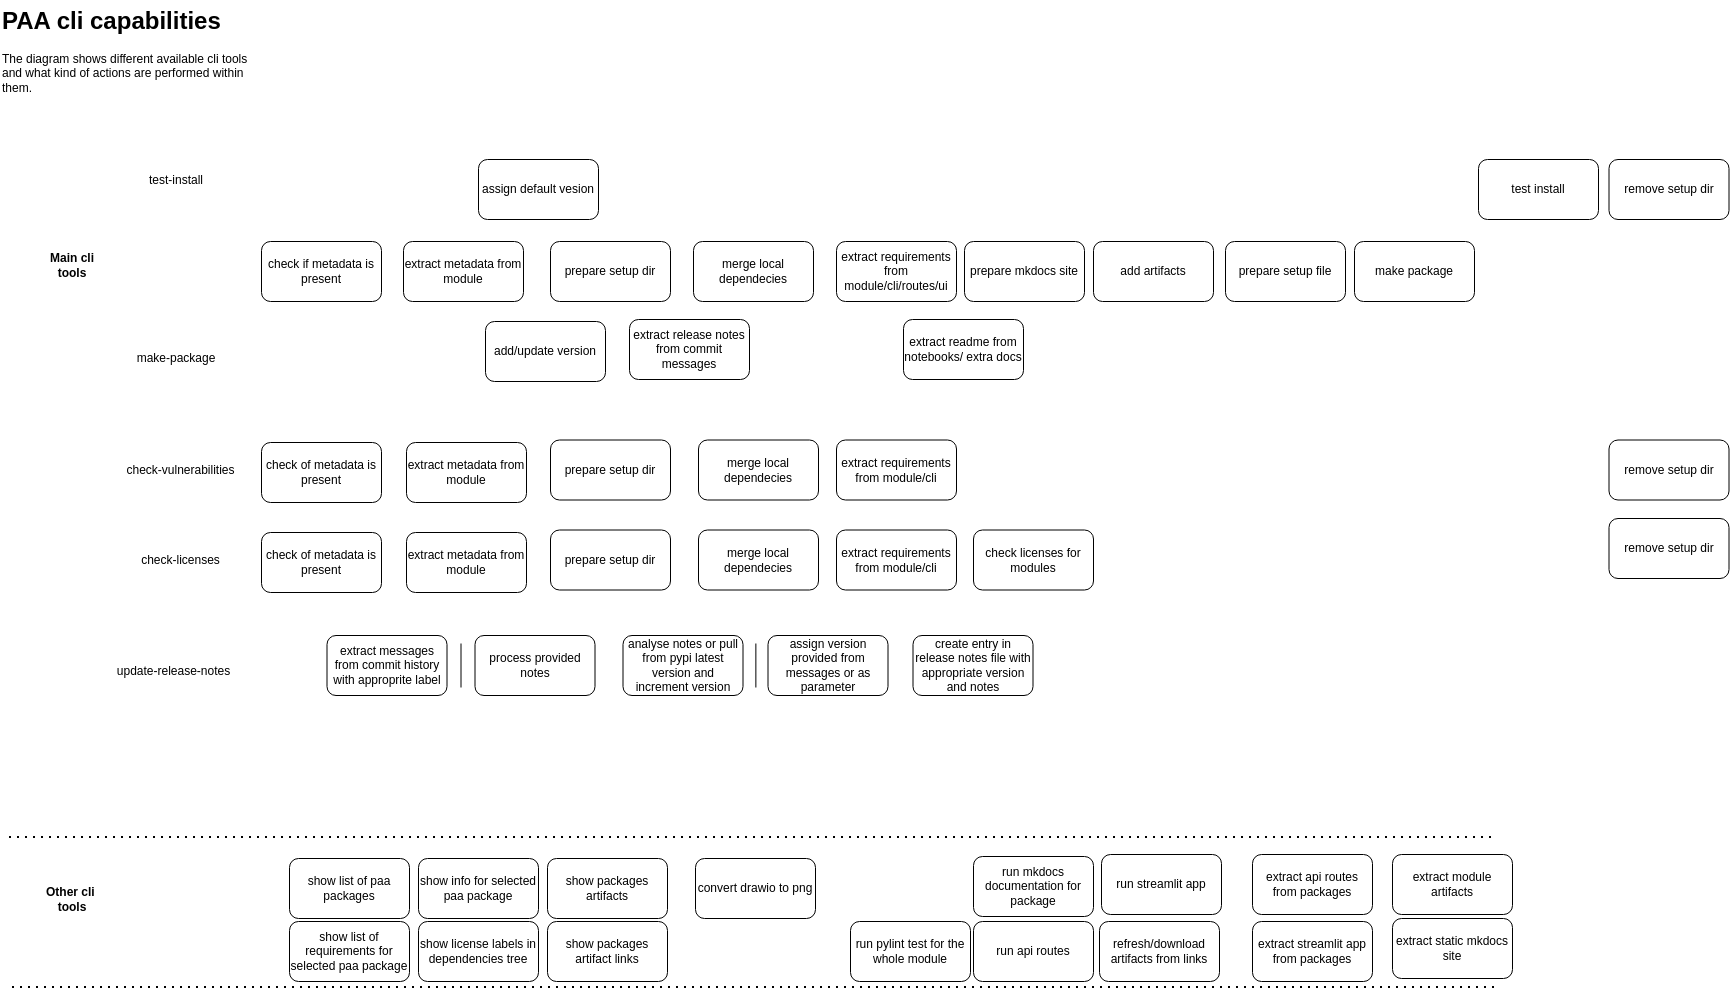 PAA cli capabilities
The diagram shows different available cli tools
and what kind of actions are performed within
them.
test-install
assign default vesion
test install
remove setup dir
Main cli
tools
check if metadata is
present
extract metadata from
module
prepare setup dir
merge local
dependecies
extract requirements
from
module/cli/routes/ui
prepare mkdocs site
add artifacts
prepare setup file
make package
make-package
add/update version
extract release notes
from commit
messages
extract readme from
notebooks/ extra docs
check-vulnerabilities
check of metadata is
present
extract metadata from
module
prepare setup dir
merge local
dependecies
extract requirements
from module/cli
remove setup dir
check-licenses
check of metadata is
present
extract metadata from
module
prepare setup dir
merge local
dependecies
extract requirements
from module/cli
check licenses for
modules
remove setup dir
update-release-notes
extract messages
from commit history
with approprite label
process provided
notes
analyse notes or pull
from pypi latest
version and
increment version
assign version
provided from
messages or as
parameter
create entry in
release notes file with
appropriate version
and notes
Other cli
tools
show list of paa
packages
show info for selected
paa package
show packages
artifacts
convert drawio to png
run mkdocs
documentation for
package
run streamlit app
extract api routes
from packages
extract module
artifacts
show list of
requirements for
selected paa package
show license labels in
dependencies tree
show packages
artifact links
run pylint test for the
whole module
run api routes
refresh/download
artifacts from links
extract streamlit app
from packages
extract static mkdocs
site